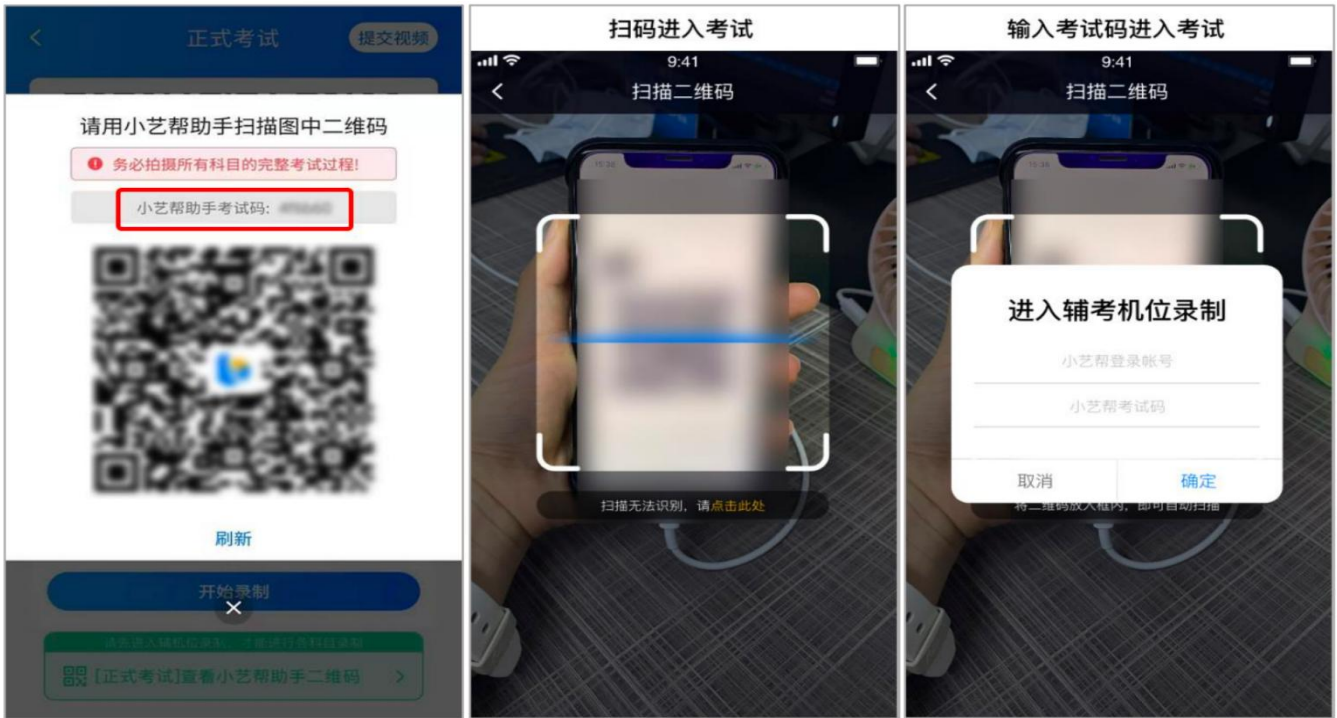 正式考试
提交视频
请用小艺帮助手扫描图中二维码
务必拍摄所有科目的完整考试过程!
小艺帮助手考试码:
刷新
开始录制
请先进入辅机位录制，才能进行各科目录制
[正式考试]查看小艺帮助手二维码
扫码进入考试
9:41
扫描二维码
15:36
扫描无法识别，请点击此处
输入考试码进入考试
9:41
扫描二维码
15:36
进入辅考机位录制
小艺帮登录帐号
小艺帮考试码
取消
确定
将二维码放入框内，即可自动扫描